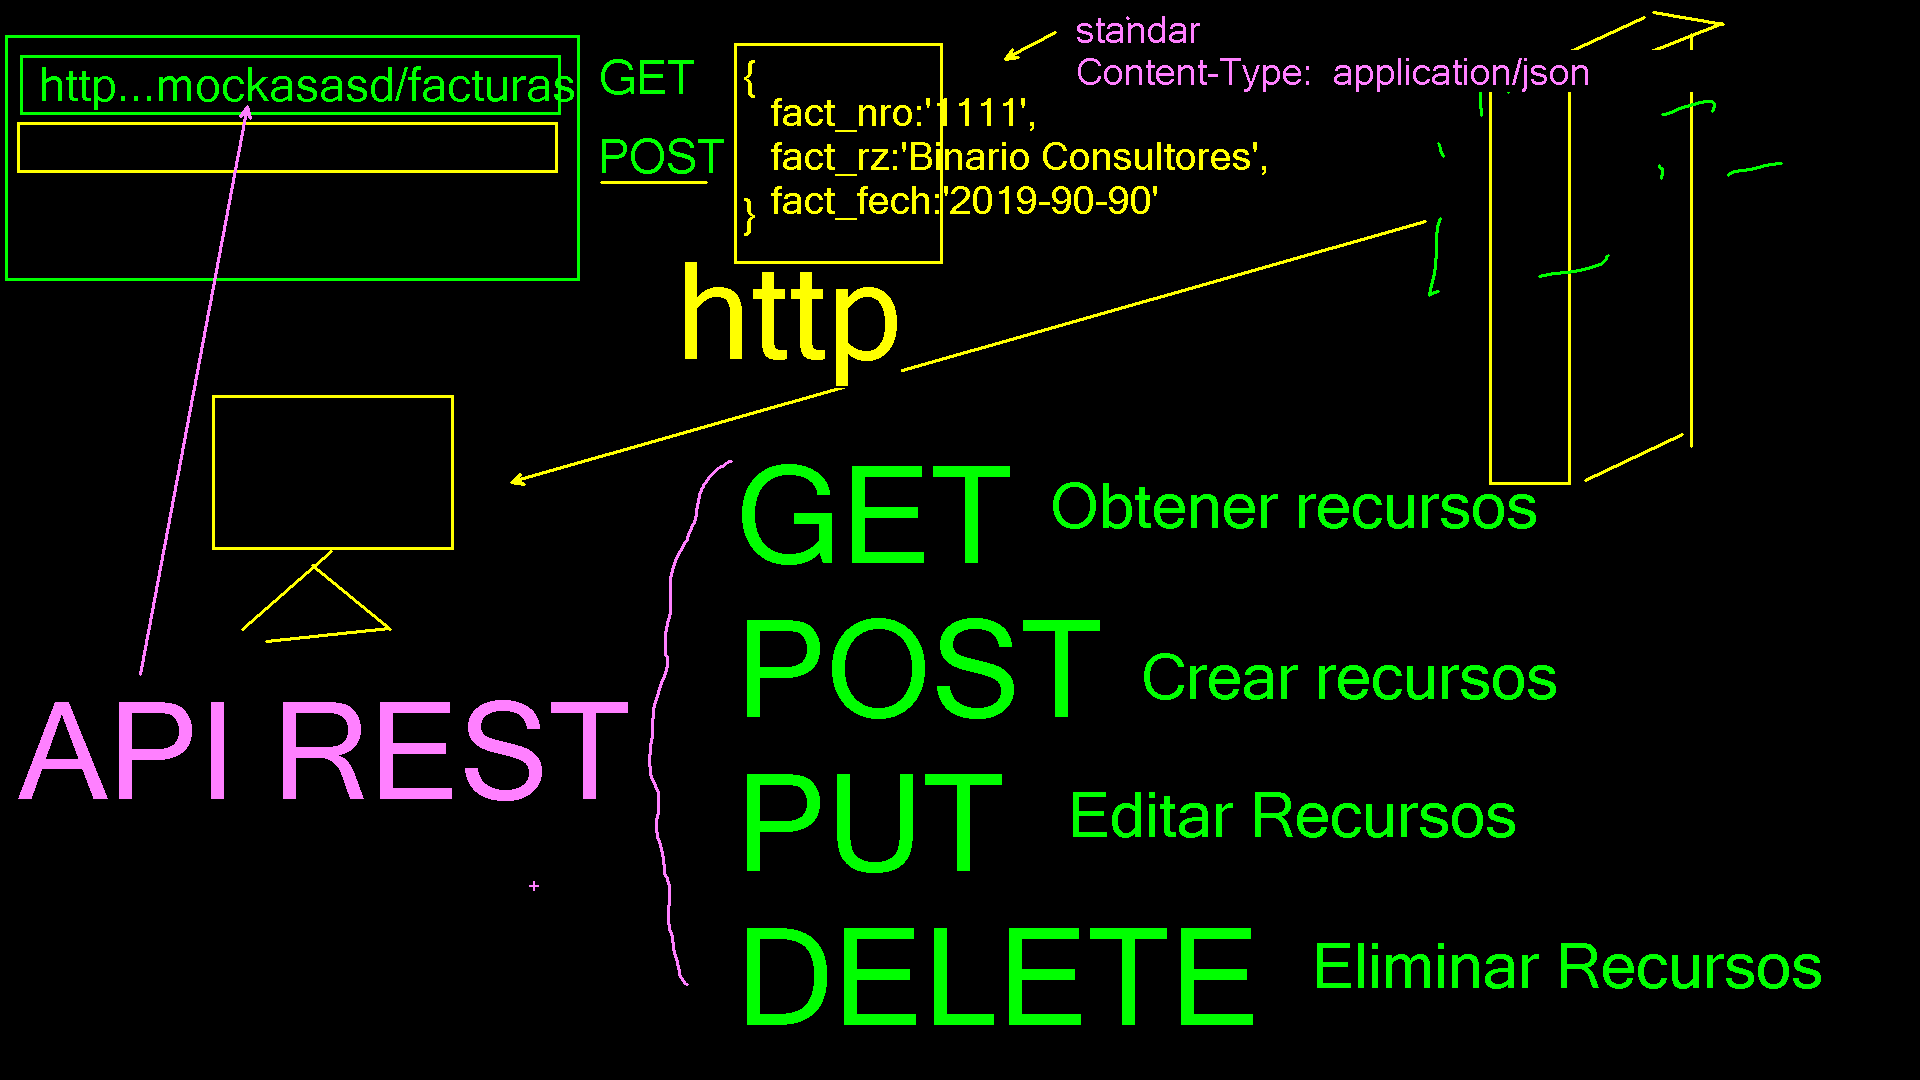 standar
Content-Type: application/json
http...mockasasd/facturas
GET
POST
{
fact_nro:'1111',
fact_rz:'Binario Consultores',
fact_fech:'2019-90-90'
}
http
GET Obtener recursos
POST Crear recursos
API REST
PUT Editar Recursos
DELETE Eliminar Recursos